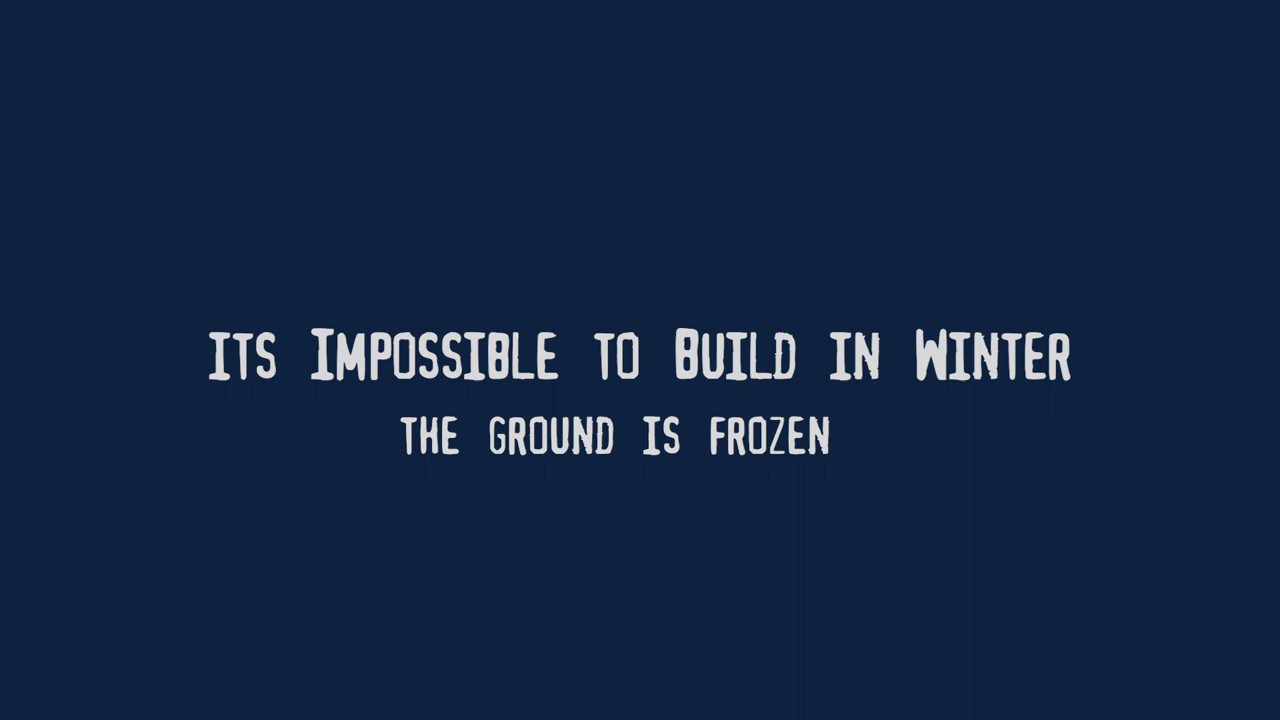 Its Impossible to Build in Winter
the ground is frozen